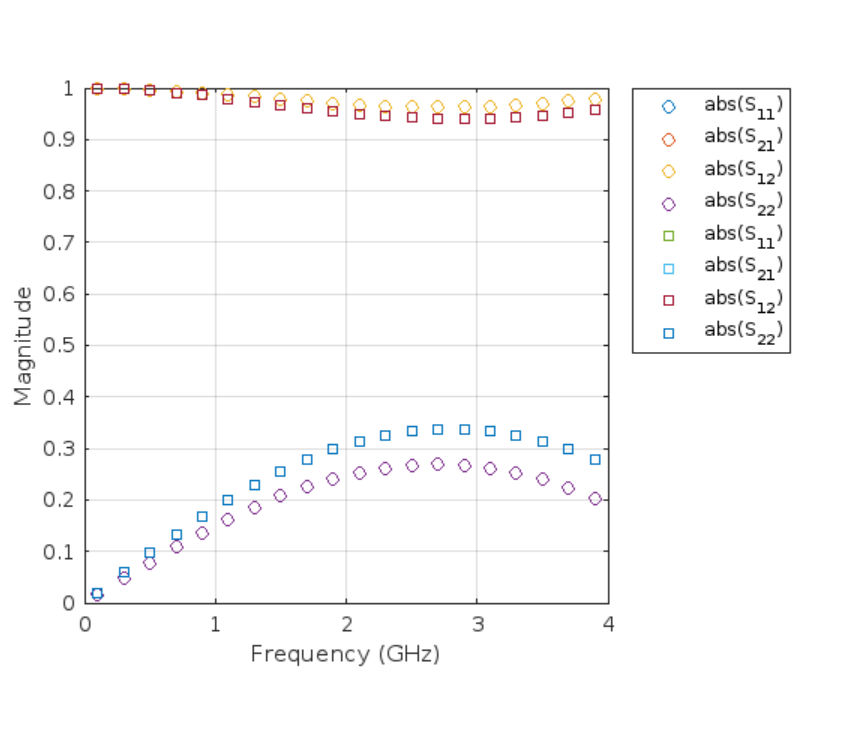 1
0.9
0.8
0.7
0.6
0.5
0.4
0.3
0.2
0.1
0
0 1 2 3 4
Magnitude
Frequency (GHz)
abs(S11)
abs(S21)
abs(S12)
abs(S22)
abs(S11)
abs(S21)
abs(S12)
abs(S22)